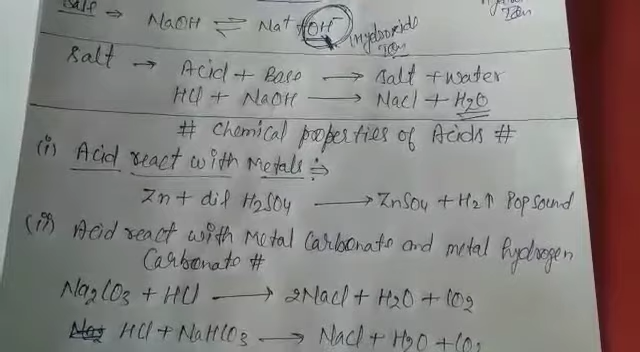 NaOH ⇌ Na⁺ + OH⁻ (Hydroxide
Ion
Salt → Acid + Base → Salt + water
HCl + NaOH → NaCl + H₂O
# Chemical properties of Acids #
(i) Acid react with Metals :⇒
Zn + dil H₂SO₄ → ZnSO₄ + H₂↑ Pop sound
(ii) Acid react with Metal Carbonate and metal hydrogen
Carbonate #
Na₂CO₃ + HCl → 2NaCl + H₂O + CO₂
HCl + NaHCO₃ → NaCl + H₂O + CO₂